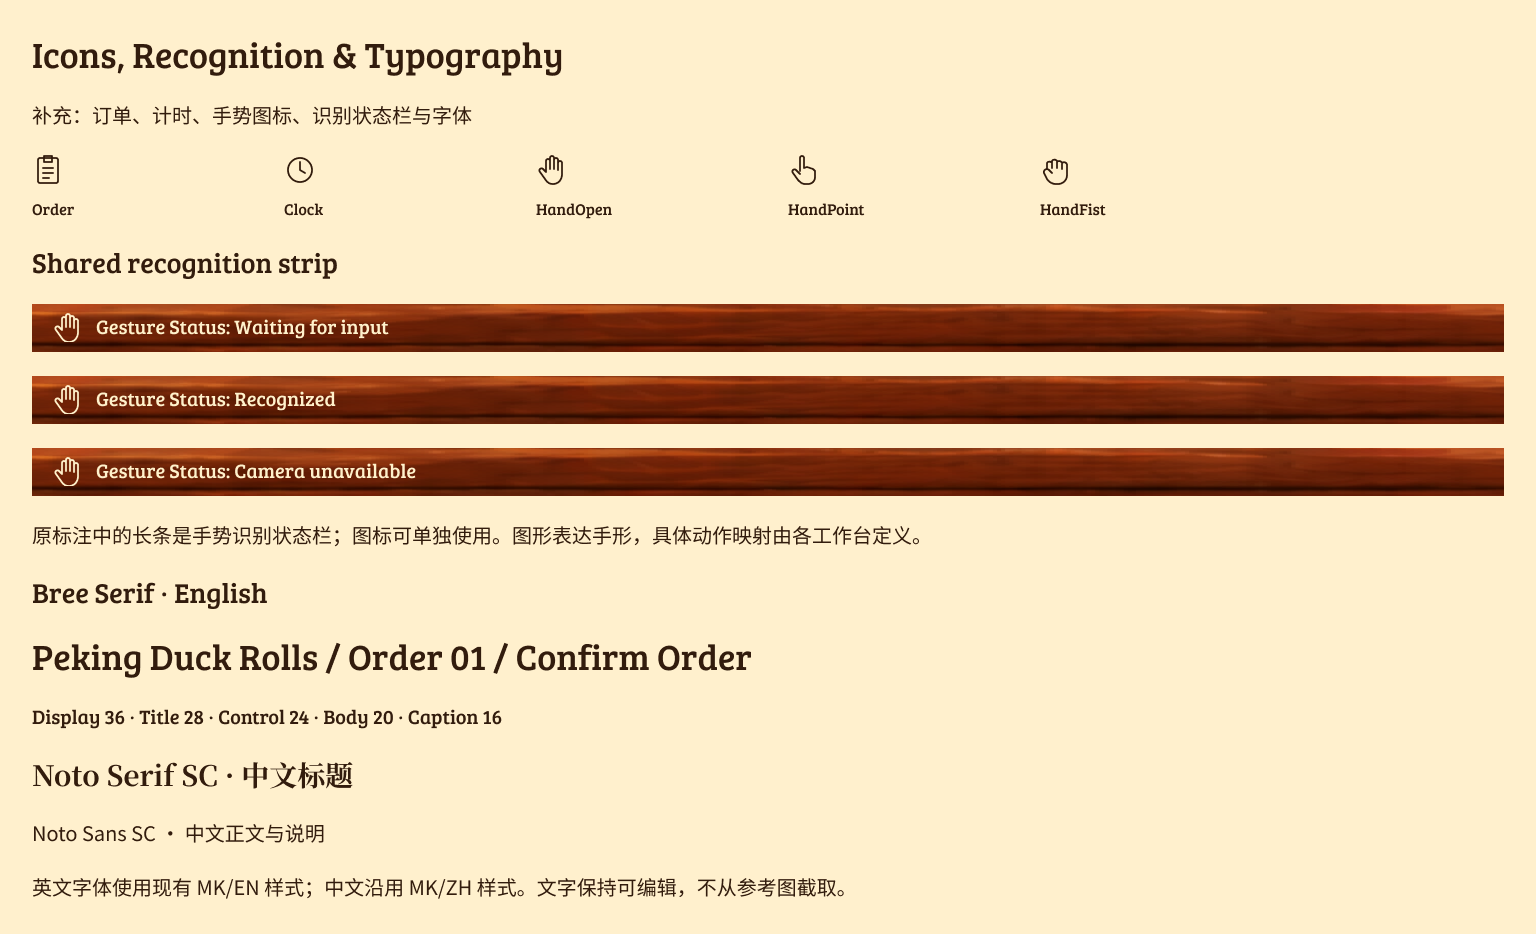 Icons, Recognition & Typography
补充：订单、计时、手势图标、识别状态栏与字体
Order
Clock
HandOpen
HandPoint
HandFist
Shared recognition strip
Gesture Status: Waiting for input
Gesture Status: Recognized
Gesture Status: Camera unavailable
原标注中的长条是手势识别状态栏；图标可单独使用。图形表达手形，具体动作映射由各工作台定义。
Bree Serif · English
Peking Duck Rolls / Order 01 / Confirm Order
Display 36 · Title 28 · Control 24 · Body 20 · Caption 16
Noto Serif SC · 中文标题
Noto Sans SC · 中文正文与说明
英文字体使用现有 MK/EN 样式；中文沿用 MK/ZH 样式。文字保持可编辑，不从参考图截取。